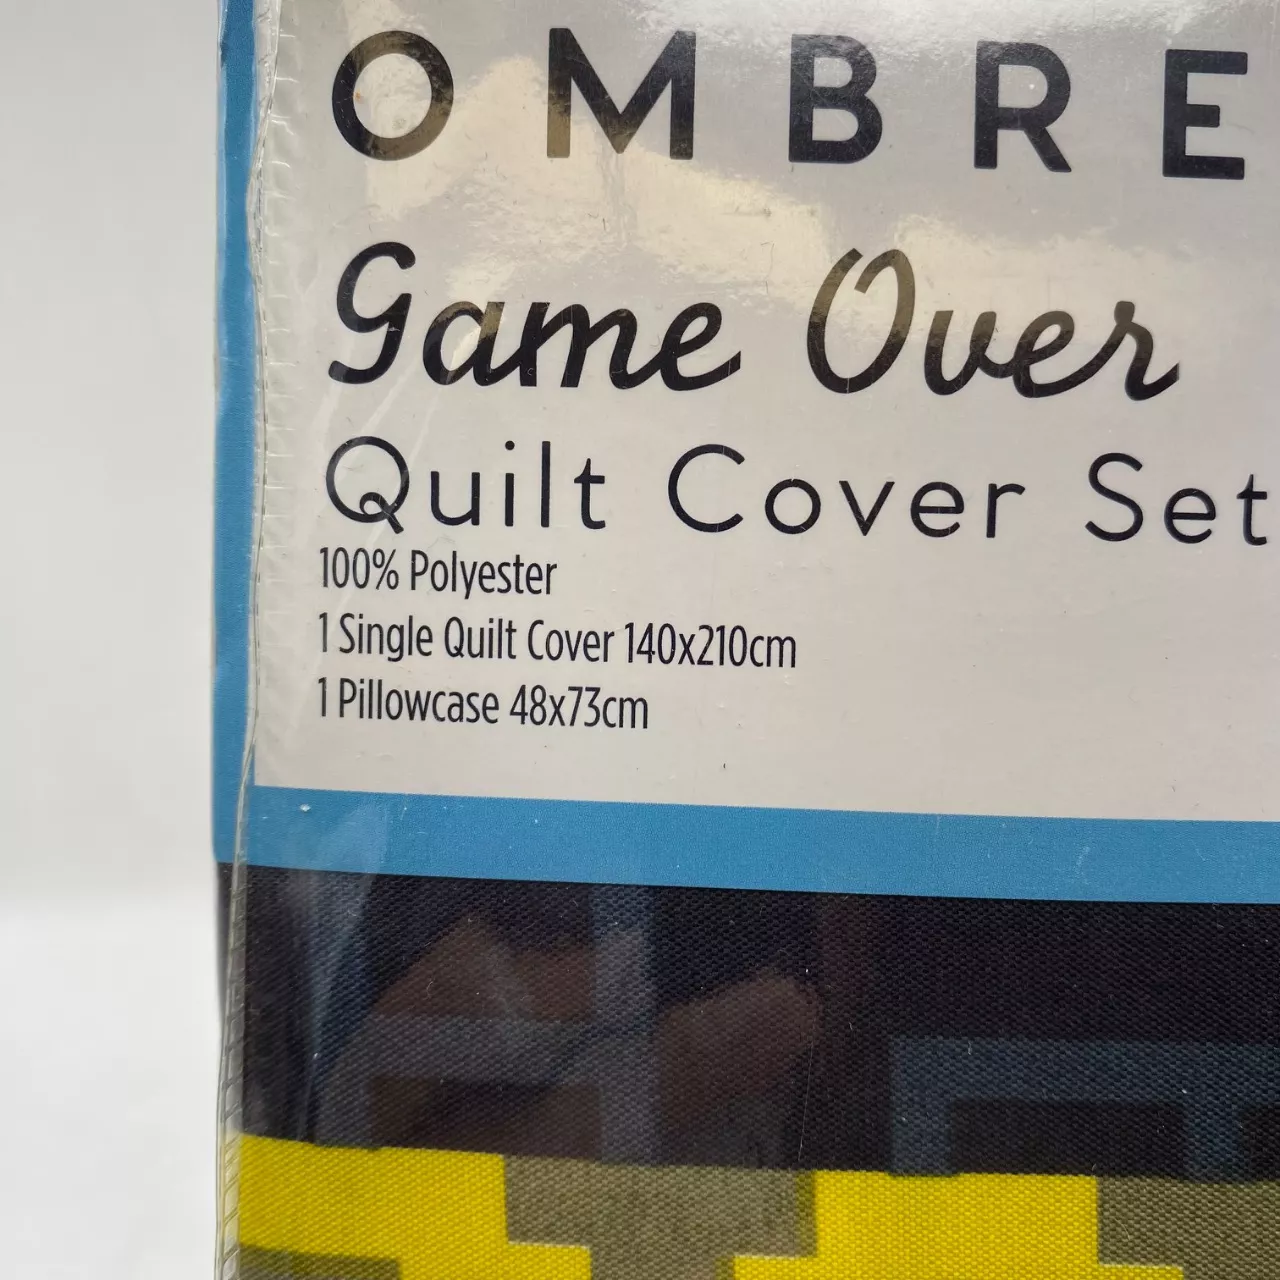 OMBRE
Game Over
Quilt Cover Set
100% Polyester
1 Single Quilt Cover 140x210cm
1 Pillowcase 48x73cm